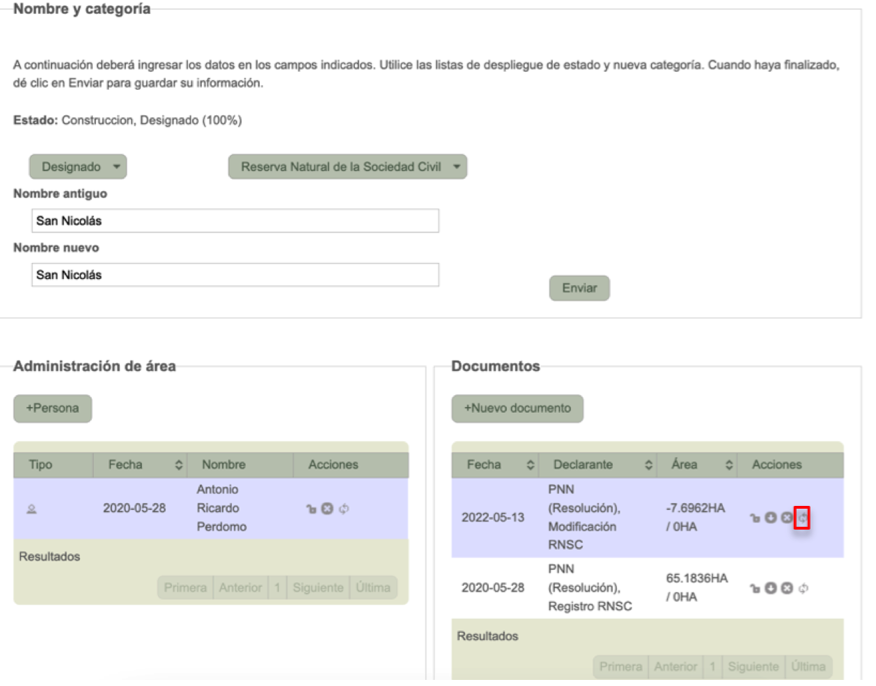 Nombre y categoría
A continuación deberá ingresar los datos en los campos indicados. Utilice las listas de despliegue de estado y nueva categoría. Cuando haya finalizado,
dé clic en Enviar para guardar su información.
Estado: Construccion, Designado (100%)
Designado Reserva Natural de la Sociedad Civil
Nombre antiguo
San Nicolás
Nombre nuevo
San Nicolás
Enviar
Administración de área
+Persona
Tipo Fecha Nombre Acciones
2020-05-28
Antonio
Ricardo
Perdomo
Resultados
Primera Anterior 1 Siguiente Última
Documentos
+Nuevo documento
Fecha Declarante Área Acciones
2022-05-13
PNN
(Resolución),
Modificación
RNSC
-7.6962HA
/ 0HA
2020-05-28
PNN
(Resolución),
Registro RNSC
65.1836HA
/ 0HA
Resultados
Primera Anterior 1 Siguiente Última